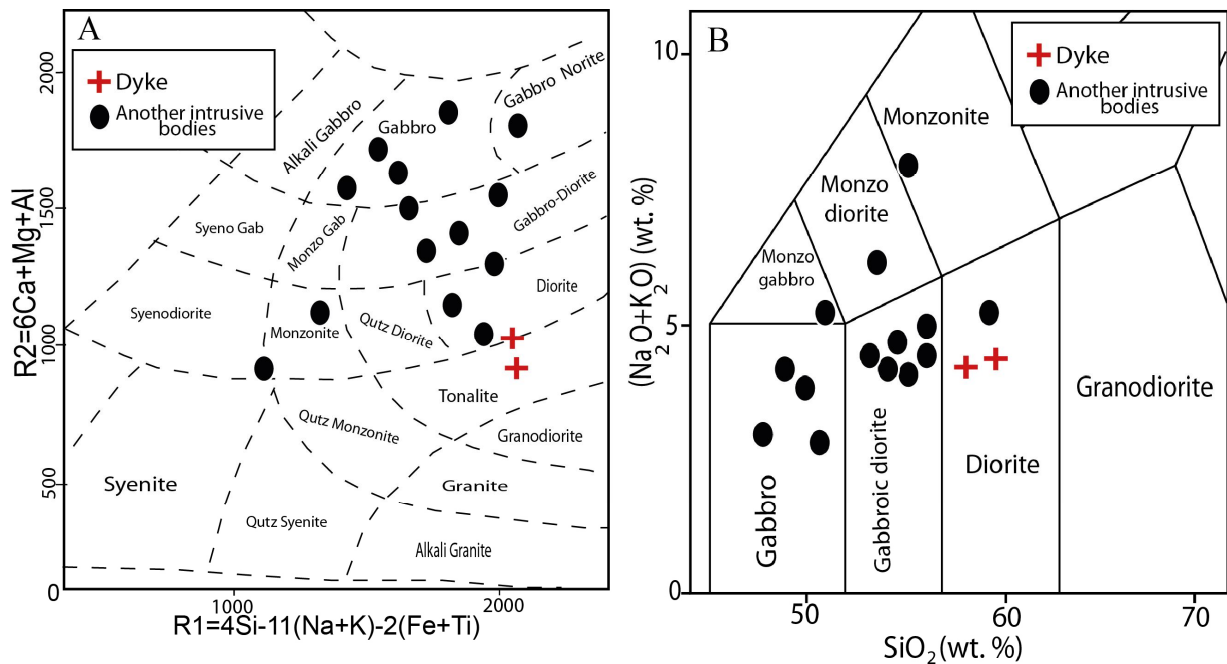 A
Dyke
Another intrusive
bodies
2000
1500
1000
500
0
1000
2000
R2=6Ca+Mg+Al
R1=4Si-11(Na+K)-2(Fe+Ti)
Alkali Gabbro
Gabbro
Gabbro Norite
Syeno Gab
Monzo Gab
Gabbro-Diorite
Syenodiorite
Monzonite
Qutz Diorite
Diorite
Tonalite
Qutz Monzonite
Granodiorite
Syenite
Granite
Qutz Syenite
Alkali Granite
B
Dyke
Another intrusive
bodies
10
5
0
50
60
70
(Na2O+K2O) (wt. %)
SiO2(wt. %)
Monzonite
Monzo
diorite
Monzo
gabbro
Gabbro
Gabbroic diorite
Diorite
Granodiorite